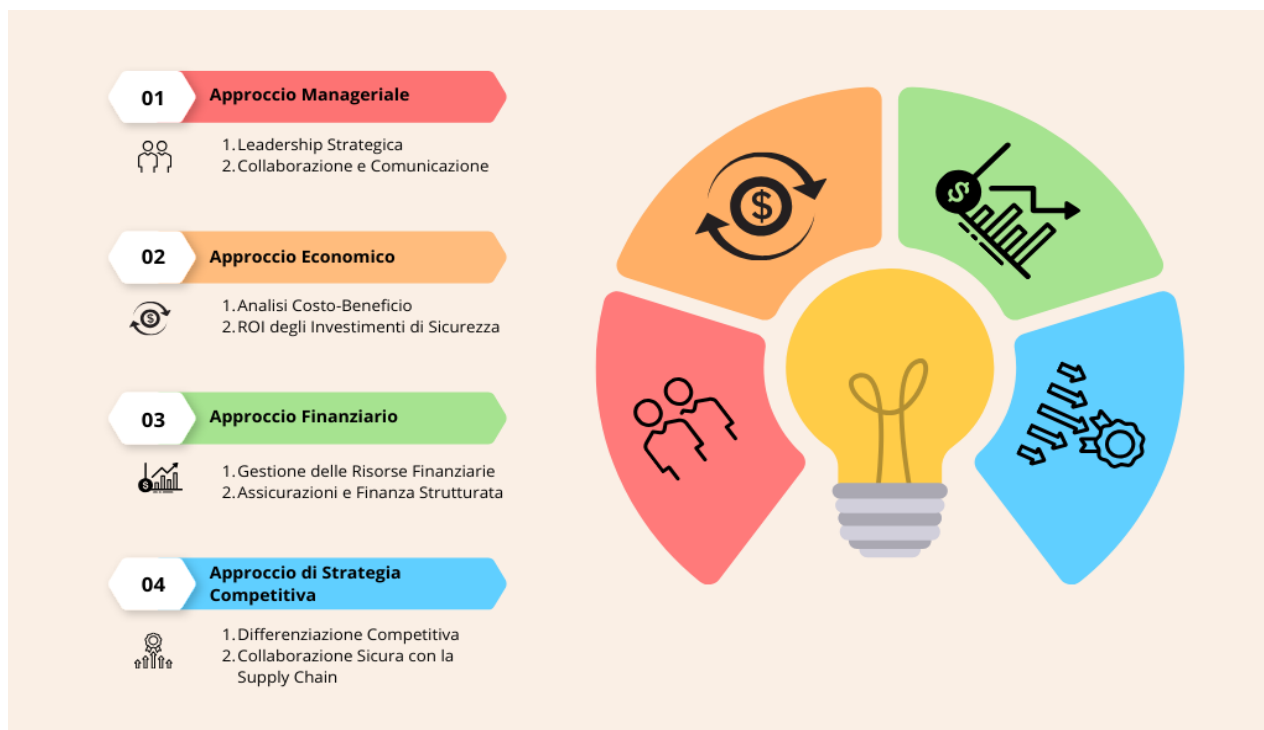 01
Approccio Manageriale
1.Leadership Strategica
2.Collaborazione e Comunicazione
02
Approccio Economico
1.Analisi Costo-Beneficio
2.ROI degli Investimenti di Sicurezza
03
Approccio Finanziario
1.Gestione delle Risorse Finanziarie
2.Assicurazioni e Finanza Strutturata
04
Approccio di Strategia
Competitiva
1.Differenziazione Competitiva
2.Collaborazione Sicura con la
Supply Chain
$
$
$
$